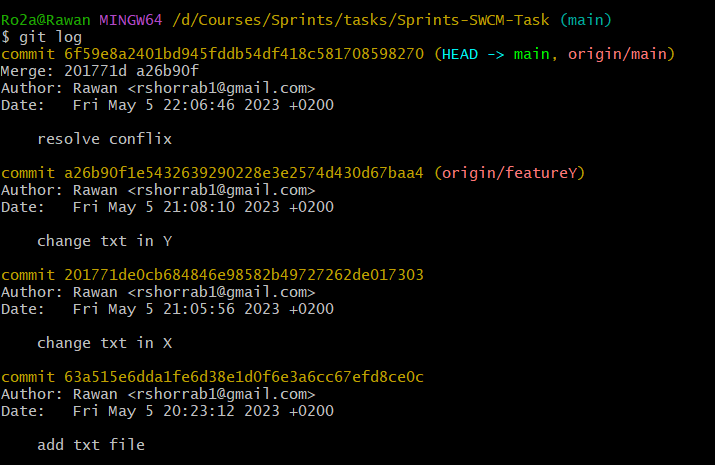 Ro2a@Rawan MINGW64 /d/Courses/Sprints/tasks/Sprints-SWCM-Task (main)
$ git log
commit 6f59e8a2401bd945fddb54df418c581708598270 (HEAD -> main, origin/main)
Merge: 201771d a26b90f
Author: Rawan <rshorrab1@gmail.com>
Date:   Fri May 5 22:06:46 2023 +0200
    resolve conflix
commit a26b90f1e5432639290228e3e2574d430d67baa4 (origin/featureY)
Author: Rawan <rshorrab1@gmail.com>
Date:   Fri May 5 21:08:10 2023 +0200
    change txt in Y
commit 201771de0cb684846e98582b49727262de017303
Author: Rawan <rshorrab1@gmail.com>
Date:   Fri May 5 21:05:56 2023 +0200
    change txt in X
commit 63a515e6dda1fe6d38e1d0f6e3a6cc67efd8ce0c
Author: Rawan <rshorrab1@gmail.com>
Date:   Fri May 5 20:23:12 2023 +0200
    add txt file